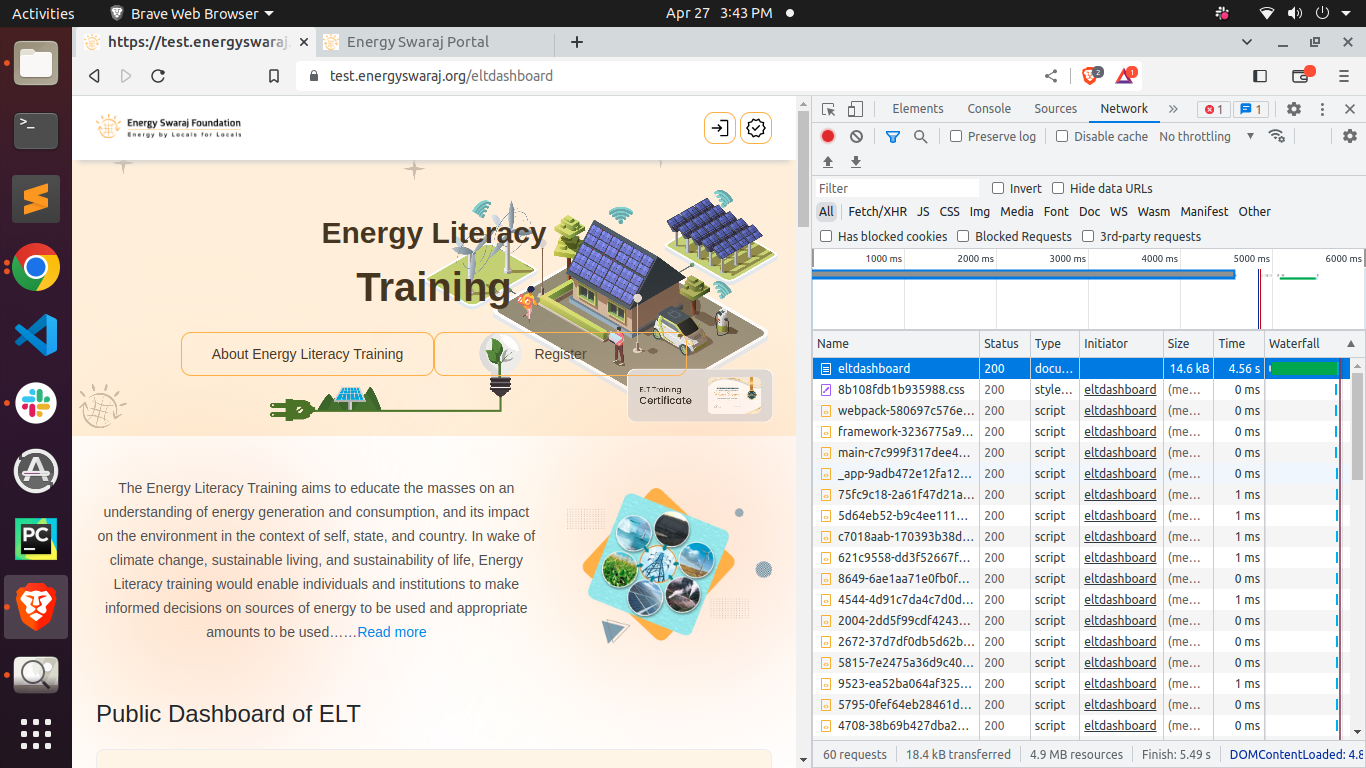 Activities
Brave Web Browser
Apr 27 3:43 PM
https://test.energyswaraj
Energy Swaraj Portal
test.energyswaraj.org/eltdashboard
2
1
Energy Swaraj Foundation
Energy by Locals for Locals
Energy Literacy
Training
About Energy Literacy Training
Register
ELT Training
Certificate
The Energy Literacy Training aims to educate the masses on an
understanding of energy generation and consumption, and its impact
on the environment in the context of self, state, and country. In wake of
climate change, sustainable living, and sustainability of life, Energy
Literacy training would enable individuals and institutions to make
informed decisions on sources of energy to be used and appropriate
amounts to be used……Read more
Public Dashboard of ELT
Elements Console Sources Network » 1 1
Preserve log Disable cache No throttling
Filter Invert Hide data URLs
All Fetch/XHR JS CSS Img Media Font Doc WS Wasm Manifest Other
Has blocked cookies Blocked Requests 3rd-party requests
1000 ms 2000 ms 3000 ms 4000 ms 5000 ms 6000 ms
Name Status Type Initiator Size Time Waterfall
eltdashboard 200 docu... 14.6 kB 4.56 s
8b108fdb1b935988.css 200 style... eltdashboard (me... 0 ms
webpack-580697c576e... 200 script eltdashboard (me... 0 ms
framework-3236775a9... 200 script eltdashboard (me... 0 ms
main-c7c999f317dee4... 200 script eltdashboard (me... 0 ms
_app-9adb472e12fa12... 200 script eltdashboard (me... 0 ms
75fc9c18-2a61f47d21a... 200 script eltdashboard (me... 1 ms
5d64eb52-b9c4ee111... 200 script eltdashboard (me... 1 ms
c7018aab-170393b38d... 200 script eltdashboard (me... 1 ms
621c9558-dd3f52667f... 200 script eltdashboard (me... 1 ms
8649-6ae1aa71e0fb0f... 200 script eltdashboard (me... 0 ms
4544-4d91c7da4c7d0d... 200 script eltdashboard (me... 1 ms
2004-2dd5f99cdf4243... 200 script eltdashboard (me... 0 ms
2672-37d7df0db5d62b... 200 script eltdashboard (me... 0 ms
5815-7e2475a36d9c40... 200 script eltdashboard (me... 0 ms
9523-ea52ba064af325... 200 script eltdashboard (me... 1 ms
5795-0fef64eb28461d... 200 script eltdashboard (me... 0 ms
4708-38b69b427dba2... 200 script eltdashboard (me... 0 ms
60 requests 18.4 kB transferred 4.9 MB resources Finish: 5.49 s DOMContentLoaded: 4.8